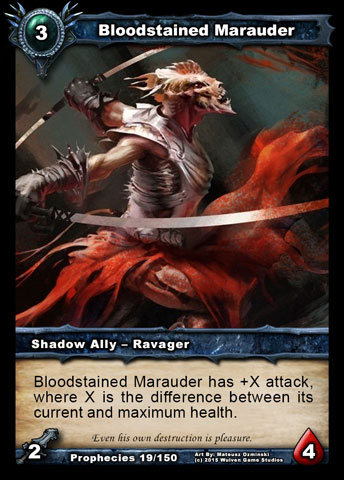 3
Bloodstained Marauder
Shadow Ally – Ravager
Bloodstained Marauder has +X attack,
where X is the difference between its
current and maximum health.
Even his own destruction is pleasure.
2
Prophecies 19/150
Art By: Mateusz Ozminski
(c) 2015 Wulven Game Studios
4